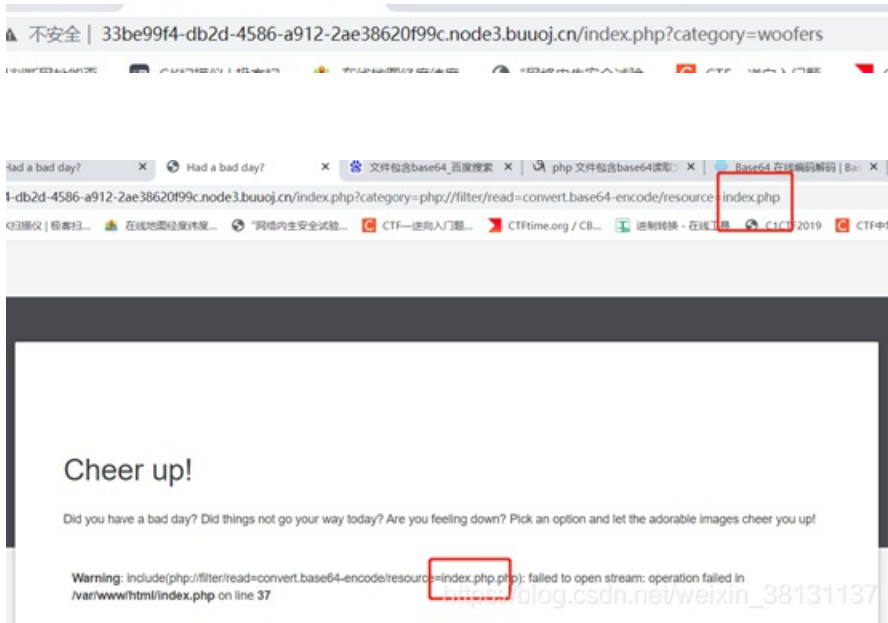 不安全 | 33be99f4-db2d-4586-a912-2ae38620f99c.node3.buuoj.cn/index.php?category=woofers
Had a bad day? × Had a bad day? × 文件包含base64_百度搜索 × php 文件包含base64读取 × Base64 在线编码解码 | Bas ×
4-db2d-4586-a912-2ae38620f99c.node3.buuoj.cn/index.php?category=php://filter/read=convert.base64-encode/resource=index.php
在线地图经度纬度... "网络内生安全试验... CTF—逆向入门题... CTFtime.org / CB... 进制转换 - 在线工具 C1CTF2019
Cheer up!
Did you have a bad day? Did things not go your way today? Are you feeling down? Pick an option and let the adorable images cheer you up!
Warning: include(php://filter/read=convert.base64-encode/resource=index.php.php): failed to open stream: operation failed in
/var/www/html/index.php on line 37
https://blog.csdn.net/weixin_38131137